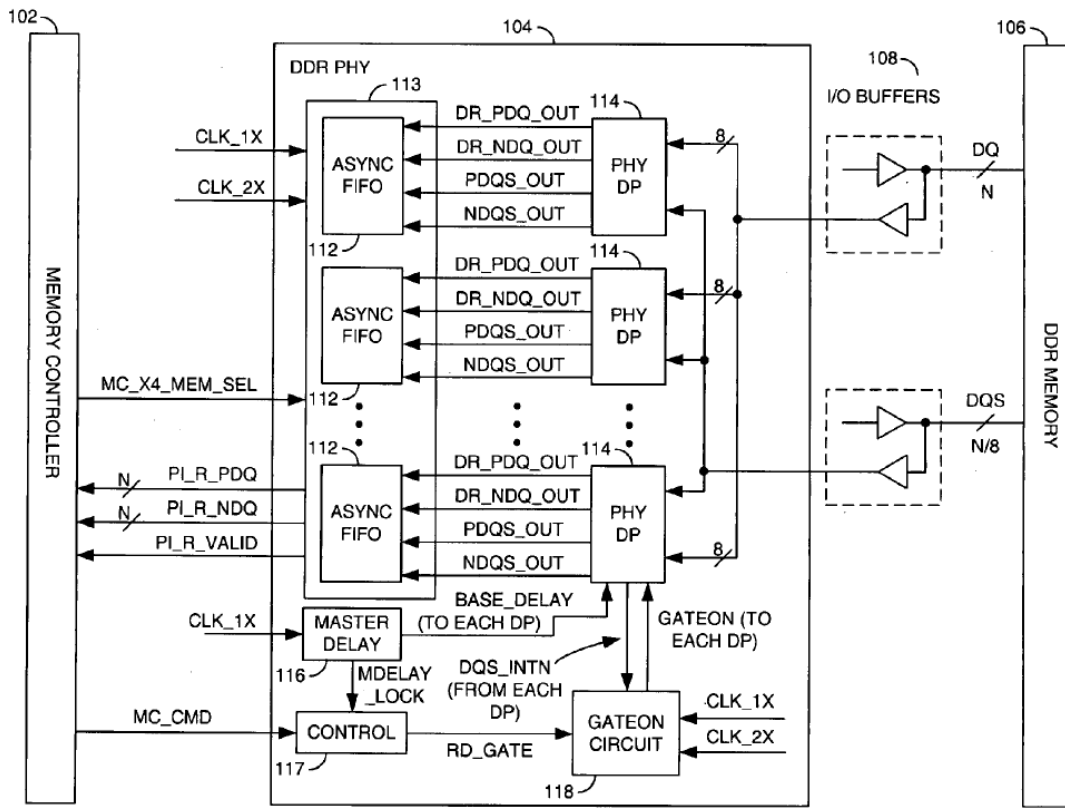 102
104
106
108
DDR PHY
113
114
I/O BUFFERS
CLK_1X
CLK_2X
ASYNC
FIFO
112
DR_PDQ_OUT
DR_NDQ_OUT
PDQS_OUT
NDQS_OUT
PHY
DP
8
DQ
N
114
ASYNC
FIFO
112
DR_PDQ_OUT
DR_NDQ_OUT
PDQS_OUT
NDQS_OUT
PHY
DP
8
MEMORY CONTROLLER
DDR MEMORY
MC_X4_MEM_SEL
DQS
N/8
112
114
ASYNC
FIFO
DR_PDQ_OUT
DR_NDQ_OUT
PDQS_OUT
NDQS_OUT
PHY
DP
8
N
PI_R_PDQ
N
PI_R_NDQ
PI_R_VALID
CLK_1X
MASTER
DELAY
116
BASE_DELAY
(TO EACH DP)
GATEON (TO
EACH DP)
MDELAY
_LOCK
DQS_INTN
(FROM EACH
DP)
MC_CMD
CONTROL
117
RD_GATE
GATEON
CIRCUIT
118
CLK_1X
CLK_2X